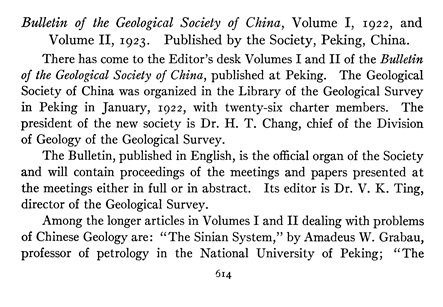 Bulletin of the Geological Society of China, Volume I, 1922, and
Volume II, 1923. Published by the Society, Peking, China.
There has come to the Editor's desk Volumes I and II of the Bulletin
of the Geological Society of China, published at Peking. The Geological
Society of China was organized in the Library of the Geological Survey
in Peking in January, 1922, with twenty-six charter members. The
president of the new society is Dr. H. T. Chang, chief of the Division
of Geology of the Geological Survey.
The Bulletin, published in English, is the official organ of the Society
and will contain proceedings of the meetings and papers presented at
the meetings either in full or in abstract. Its editor is Dr. V. K. Ting,
director of the Geological Survey.
Among the longer articles in Volumes I and II dealing with problems
of Chinese Geology are: "The Sinian System," by Amadeus W. Grabau,
professor of petrology in the National University of Peking; "The
614